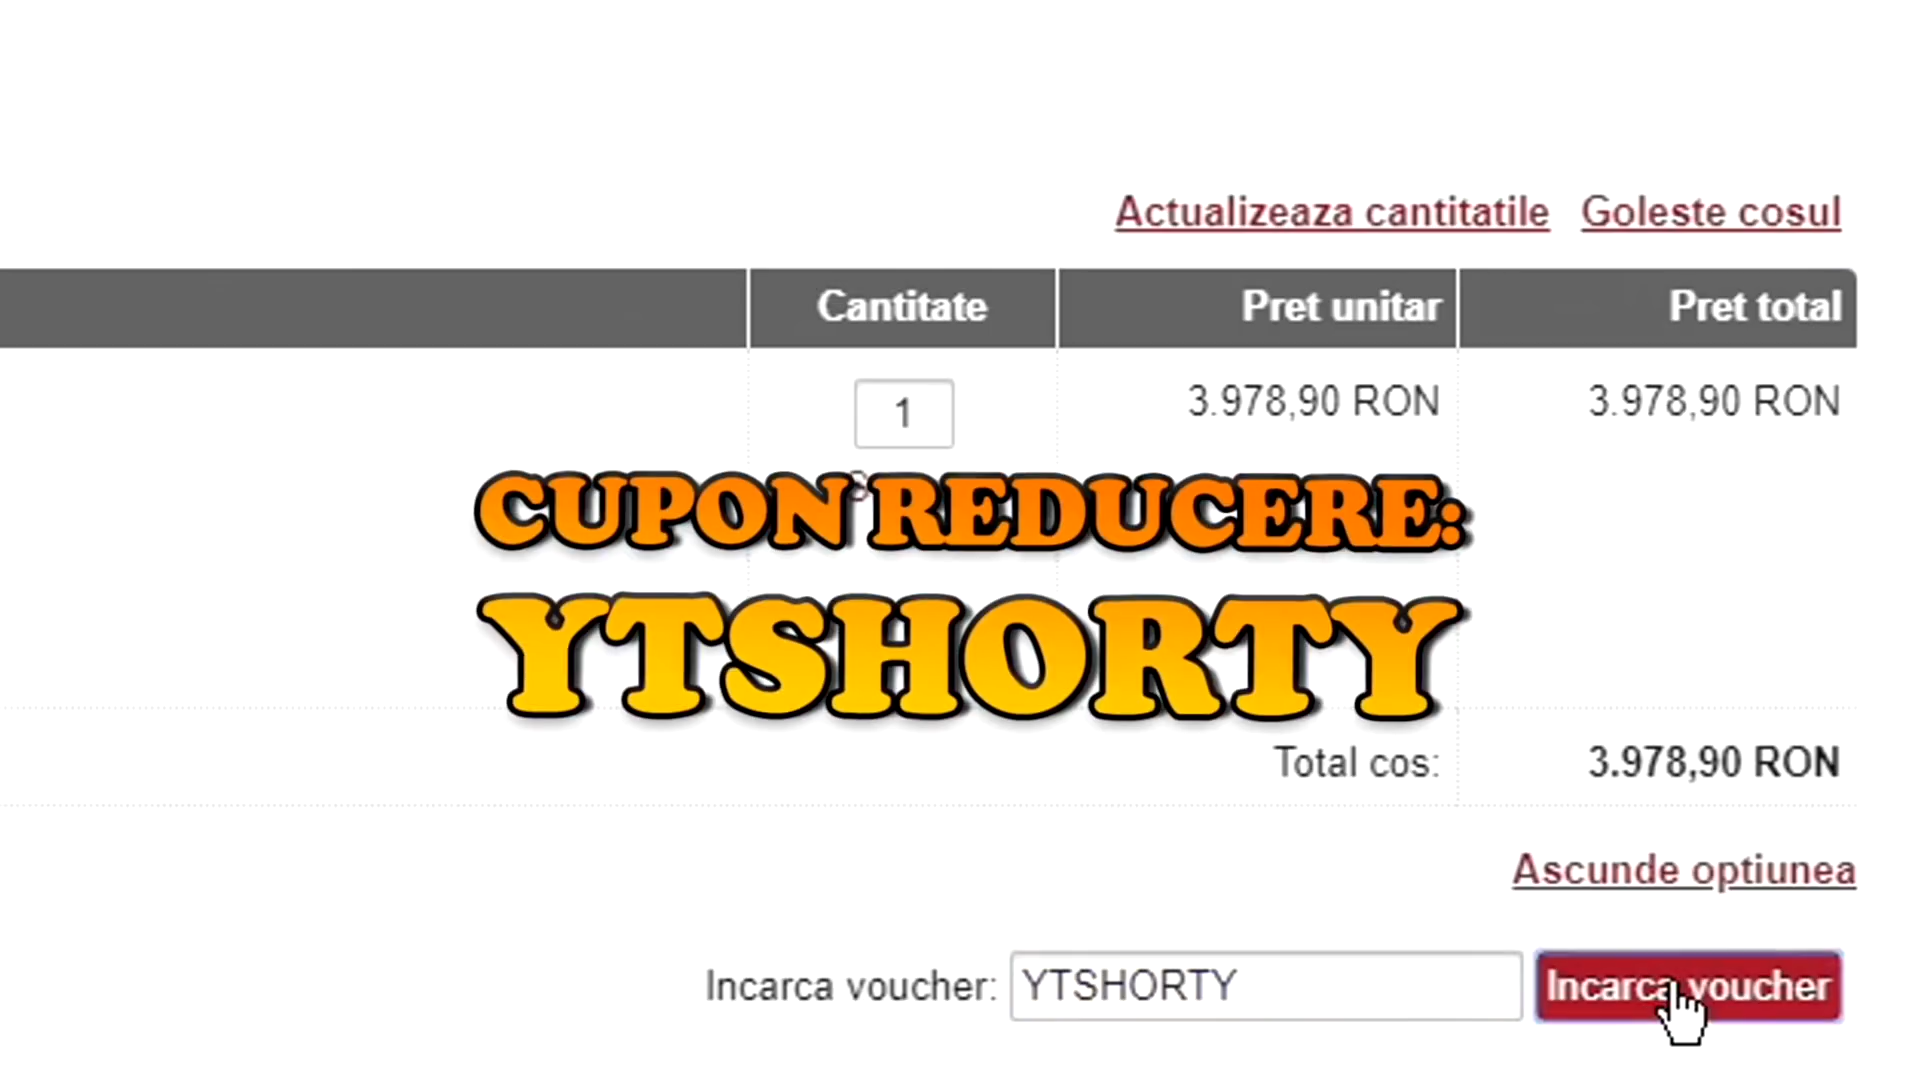 Actualizeaza cantitatile Goleste cosul
Cantitate Pret unitar Pret total
1 3.978,90 RON 3.978,90 RON
CUPON REDUCERE:
YTSHORTY
Total cos: 3.978,90 RON
Ascunde optiunea
Incarca voucher: YTSHORTY Incarca voucher